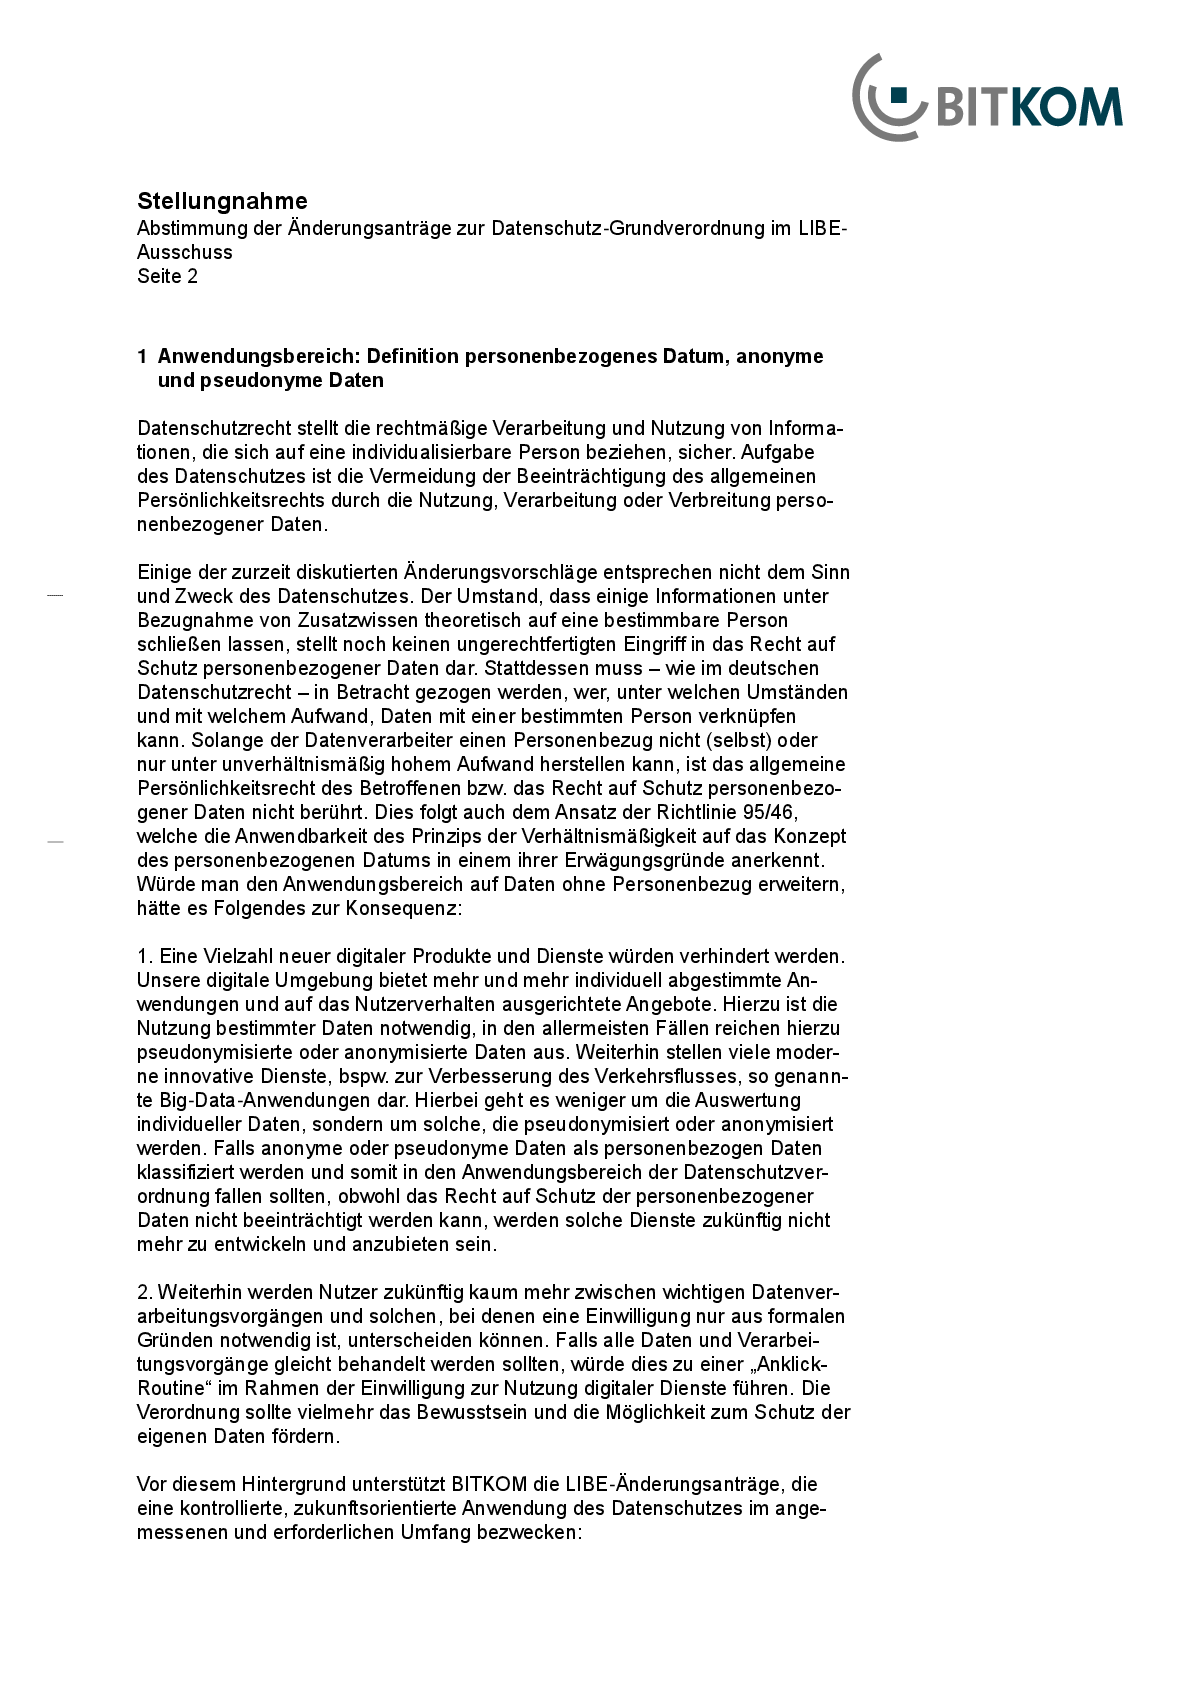 BITKOM
Stellungnahme
Abstimmung der Änderungsanträge zur Datenschutz-Grundverordnung im LIBE-
Ausschuss
Seite 2
1 Anwendungsbereich: Definition personenbezogenes Datum, anonyme
und pseudonyme Daten
Datenschutzrecht stellt die rechtmäßige Verarbeitung und Nutzung von Informa-
tionen, die sich auf eine individualisierbare Person beziehen, sicher. Aufgabe
des Datenschutzes ist die Vermeidung der Beeinträchtigung des allgemeinen
Persönlichkeitsrechts durch die Nutzung, Verarbeitung oder Verbreitung perso-
nenbezogener Daten.
Einige der zurzeit diskutierten Änderungsvorschläge entsprechen nicht dem Sinn
und Zweck des Datenschutzes. Der Umstand, dass einige Informationen unter
Bezugnahme von Zusatzwissen theoretisch auf eine bestimmbare Person
schließen lassen, stellt noch keinen ungerechtfertigten Eingriff in das Recht auf
Schutz personenbezogener Daten dar. Stattdessen muss – wie im deutschen
Datenschutzrecht – in Betracht gezogen werden, wer, unter welchen Umständen
und mit welchem Aufwand, Daten mit einer bestimmten Person verknüpfen
kann. Solange der Datenverarbeiter einen Personenbezug nicht (selbst) oder
nur unter unverhältnismäßig hohem Aufwand herstellen kann, ist das allgemeine
Persönlichkeitsrecht des Betroffenen bzw. das Recht auf Schutz personenbezo-
gener Daten nicht berührt. Dies folgt auch dem Ansatz der Richtlinie 95/46,
welche die Anwendbarkeit des Prinzips der Verhältnismäßigkeit auf das Konzept
des personenbezogenen Datums in einem ihrer Erwägungsgründe anerkennt.
Würde man den Anwendungsbereich auf Daten ohne Personenbezug erweitern,
hätte es Folgendes zur Konsequenz:
1. Eine Vielzahl neuer digitaler Produkte und Dienste würden verhindert werden.
Unsere digitale Umgebung bietet mehr und mehr individuell abgestimmte An-
wendungen und auf das Nutzerverhalten ausgerichtete Angebote. Hierzu ist die
Nutzung bestimmter Daten notwendig, in den allermeisten Fällen reichen hierzu
pseudonymisierte oder anonymisierte Daten aus. Weiterhin stellen viele moder-
ne innovative Dienste, bspw. zur Verbesserung des Verkehrsflusses, so genann-
te Big-Data-Anwendungen dar. Hierbei geht es weniger um die Auswertung
individueller Daten, sondern um solche, die pseudonymisiert oder anonymisiert
werden. Falls anonyme oder pseudonyme Daten als personenbezogen Daten
klassifiziert werden und somit in den Anwendungsbereich der Datenschutzver-
ordnung fallen sollten, obwohl das Recht auf Schutz der personenbezogener
Daten nicht beeinträchtigt werden kann, werden solche Dienste zukünftig nicht
mehr zu entwickeln und anzubieten sein.
2. Weiterhin werden Nutzer zukünftig kaum mehr zwischen wichtigen Datenver-
arbeitungsvorgängen und solchen, bei denen eine Einwilligung nur aus formalen
Gründen notwendig ist, unterscheiden können. Falls alle Daten und Verarbei-
tungsvorgänge gleicht behandelt werden sollten, würde dies zu einer „Anklick-
Routine“ im Rahmen der Einwilligung zur Nutzung digitaler Dienste führen. Die
Verordnung sollte vielmehr das Bewusstsein und die Möglichkeit zum Schutz der
eigenen Daten fördern.
Vor diesem Hintergrund unterstützt BITKOM die LIBE-Änderungsanträge, die
eine kontrollierte, zukunftsorientierte Anwendung des Datenschutzes im ange-
messenen und erforderlichen Umfang bezwecken: